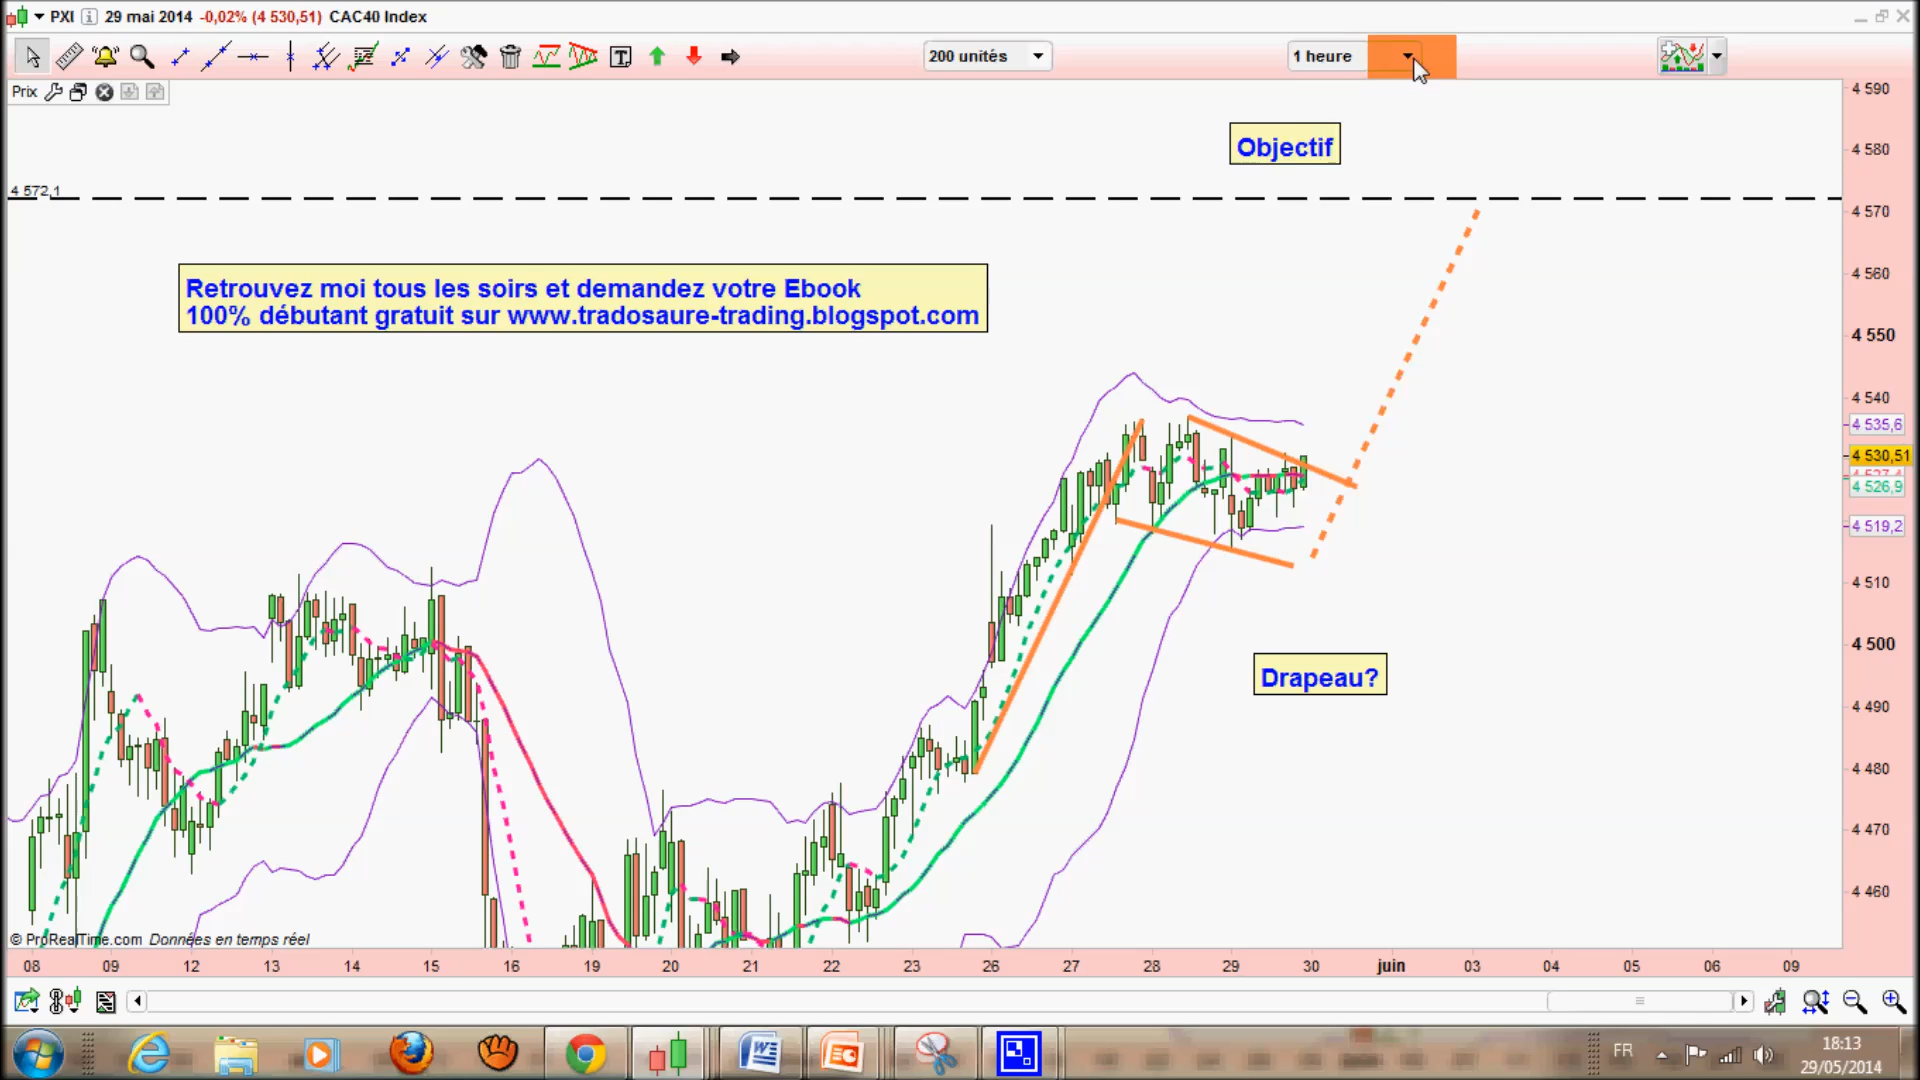 PXI 29 mai 2014 -0,02% (4 530,51) CAC40 Index
200 unités
1 heure
Prix
4 590
Objectif
4 580
4 572,1
4 570
4 560
Retrouvez moi tous les soirs et demandez votre Ebook
100% débutant gratuit sur www.tradosaure-trading.blogspot.com
4 550
4 540
4 535,6
4 530,51
4 526,9
4 519,2
4 510
4 500
Drapeau?
4 490
4 480
4 470
4 460
© ProRealTime.com Données en temps réel
08 09 12 13 14 15 16 19 20 21 22 23 26 27 28 29 30 juin 03 04 05 06 09
FR
18:13
29/05/2014